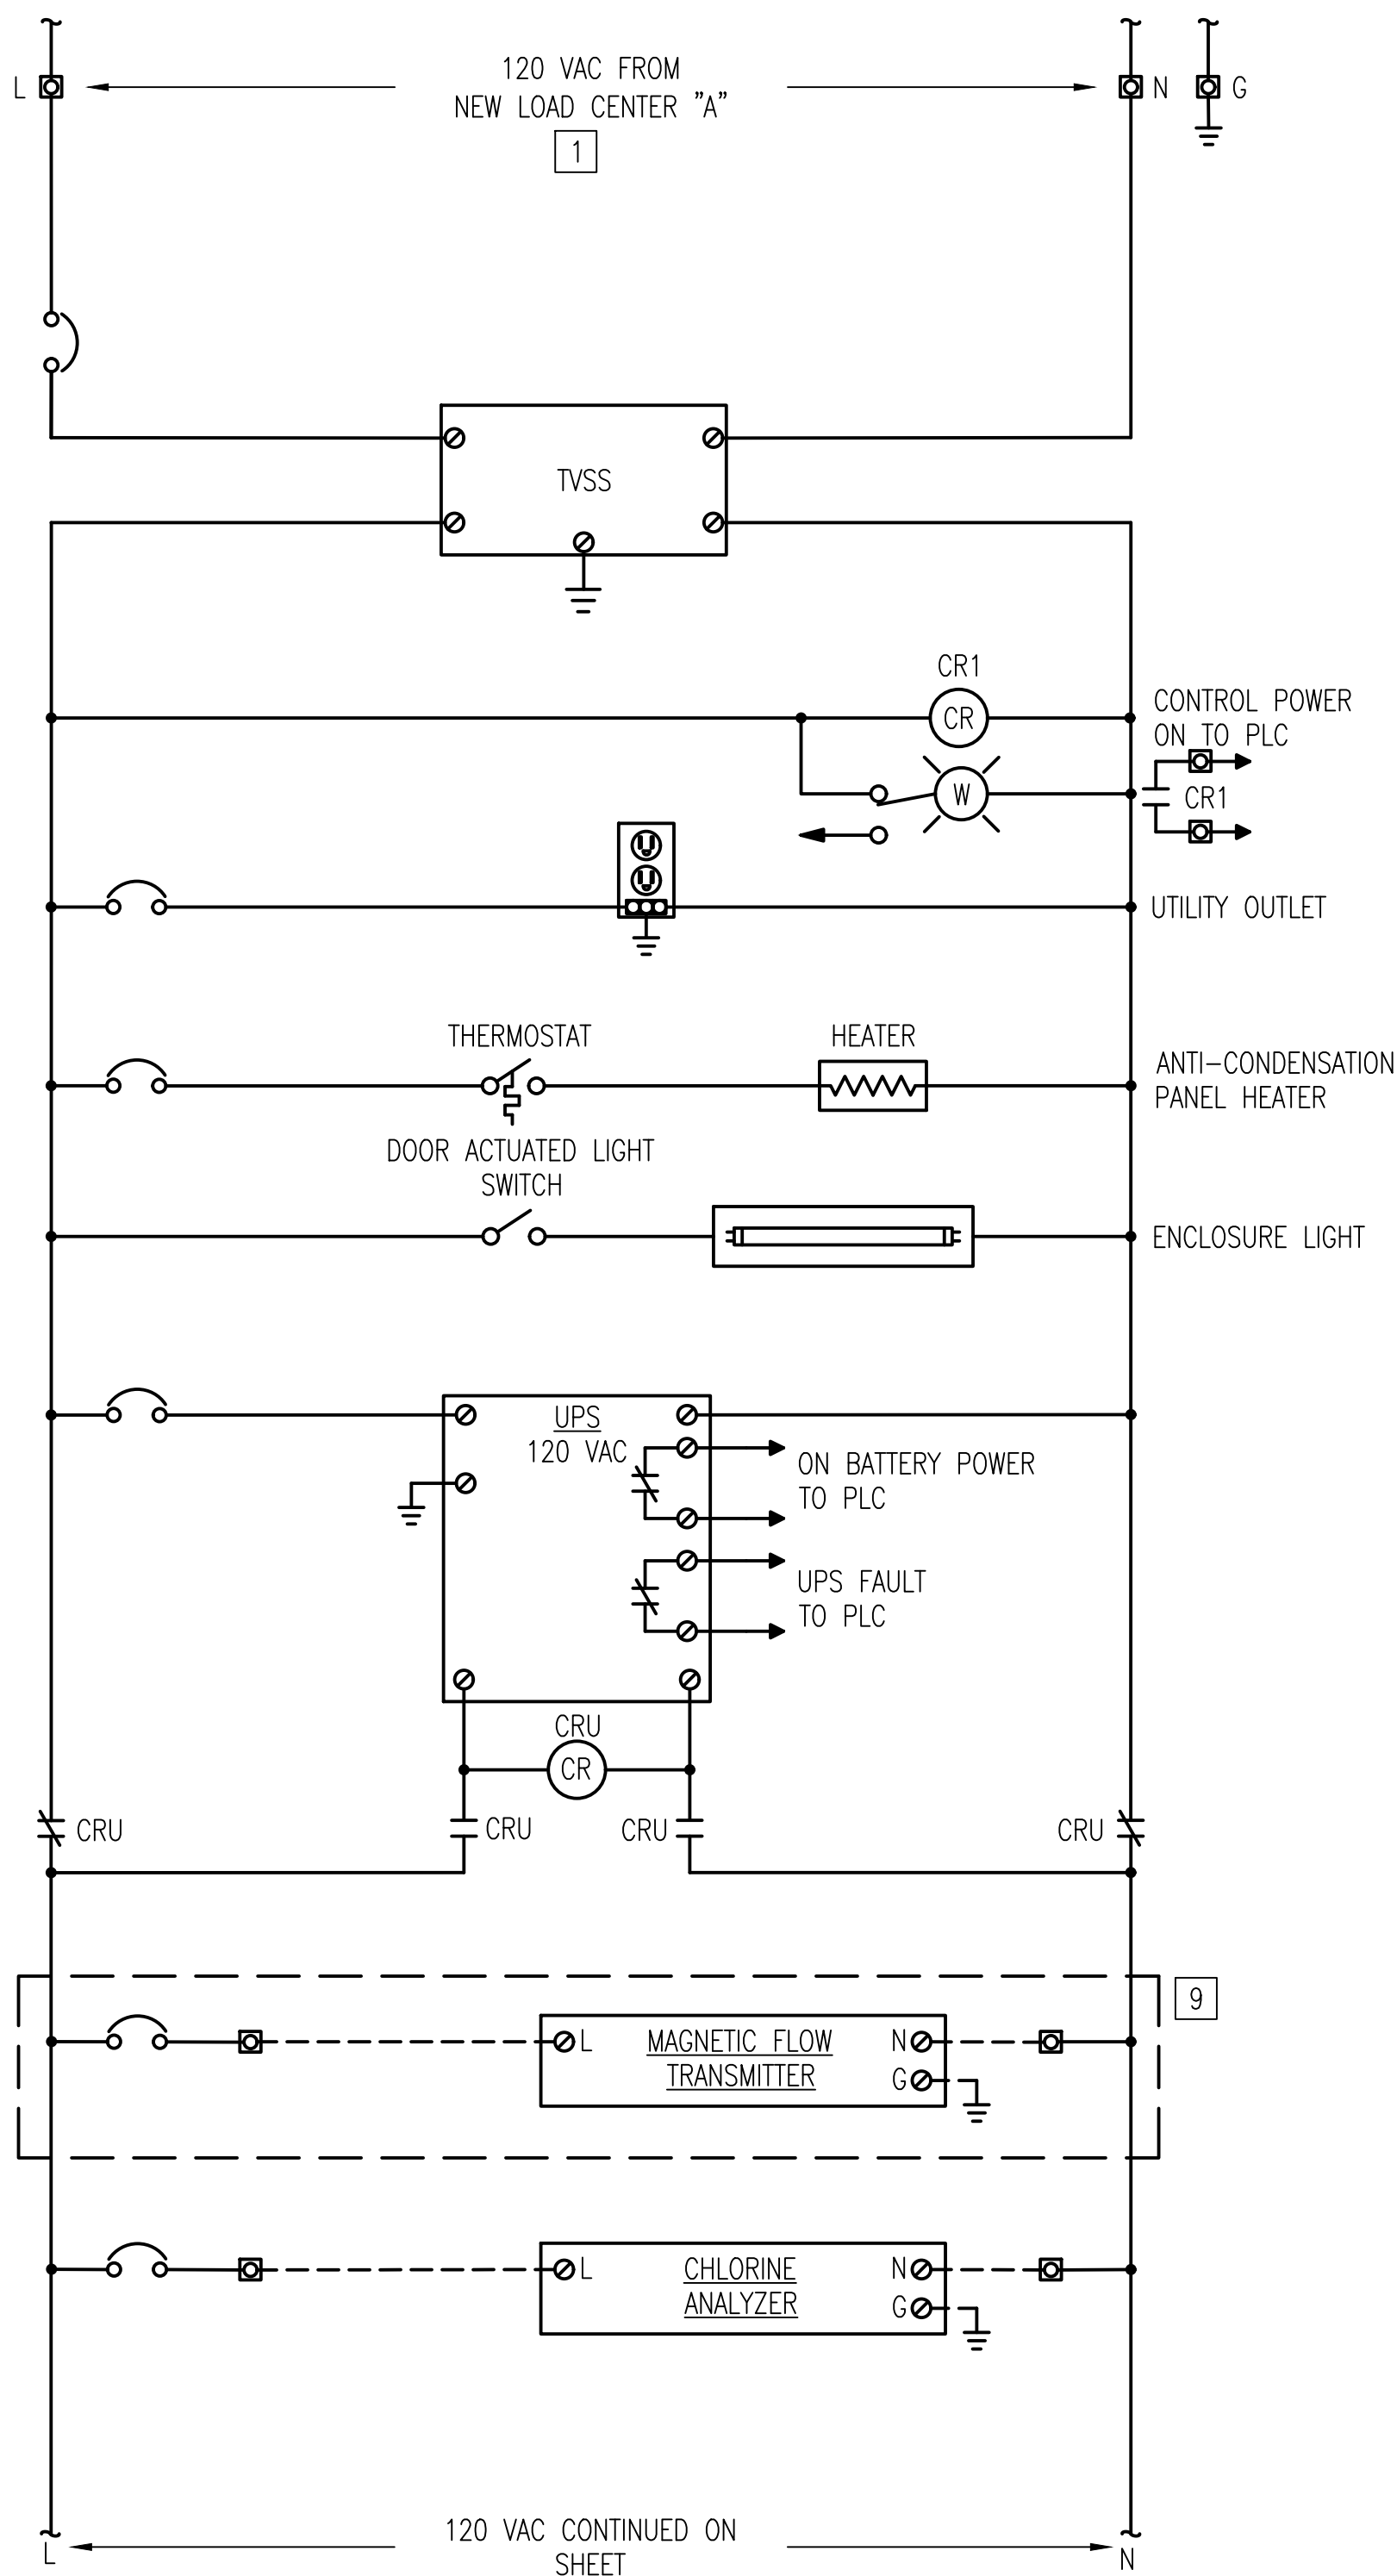 120 VAC FROM
L N G
NEW LOAD CENTER "A"
1
TVSS
CR1
CR
CONTROL POWER
ON TO PLC
W
CR1
UTILITY OUTLET
THERMOSTAT
HEATER
ANTI-CONDENSATION
PANEL HEATER
DOOR ACTUATED LIGHT
SWITCH
ENCLOSURE LIGHT
UPS
120 VAC
ON BATTERY POWER
TO PLC
UPS FAULT
TO PLC
CRU
CR
CRU CRU CRU CRU
9
L MAGNETIC FLOW N
TRANSMITTER G
L CHLORINE N
ANALYZER G
120 VAC CONTINUED ON
L SHEET N